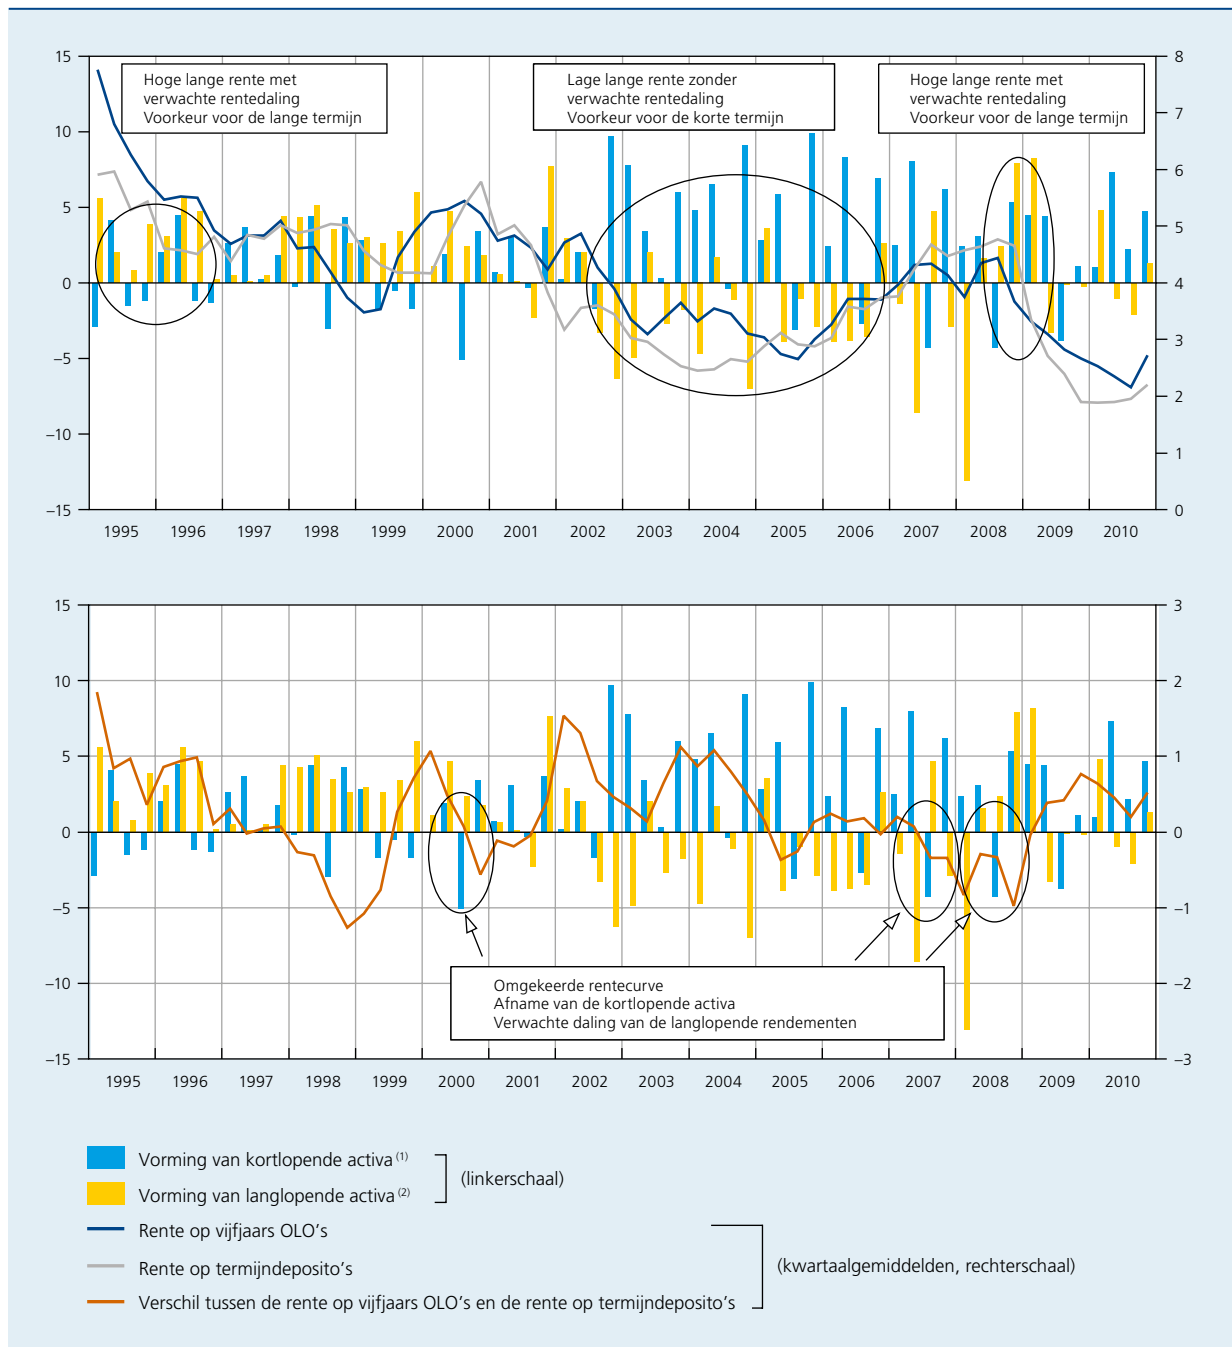 Hoge lange rente met
verwachte rentedaling
Voorkeur voor de lange termijn
Lage lange rente zonder
verwachte rentedaling
Voorkeur voor de korte termijn
Hoge lange rente met
verwachte rentedaling
Voorkeur voor de lange termijn
15
10
5
0
–5
–10
–15
8
7
6
5
4
3
2
1
0
1995 1996 1997 1998 1999 2000 2001 2002 2003 2004 2005 2006 2007 2008 2009 2010
15
10
5
0
–5
–10
–15
3
2
1
0
–1
–2
–3
Omgekeerde rentecurve
Afname van de kortlopende activa
Verwachte daling van de langlopende rendementen
1995 1996 1997 1998 1999 2000 2001 2002 2003 2004 2005 2006 2007 2008 2009 2010
Vorming van kortlopende activa (1)
Vorming van langlopende activa (2)
(linkerschaal)
Rente op vijfjaars OLO's
Rente op termijndeposito's
Verschil tussen de rente op vijfjaars OLO's en de rente op termijndeposito's
(kwartaalgemiddelden, rechterschaal)